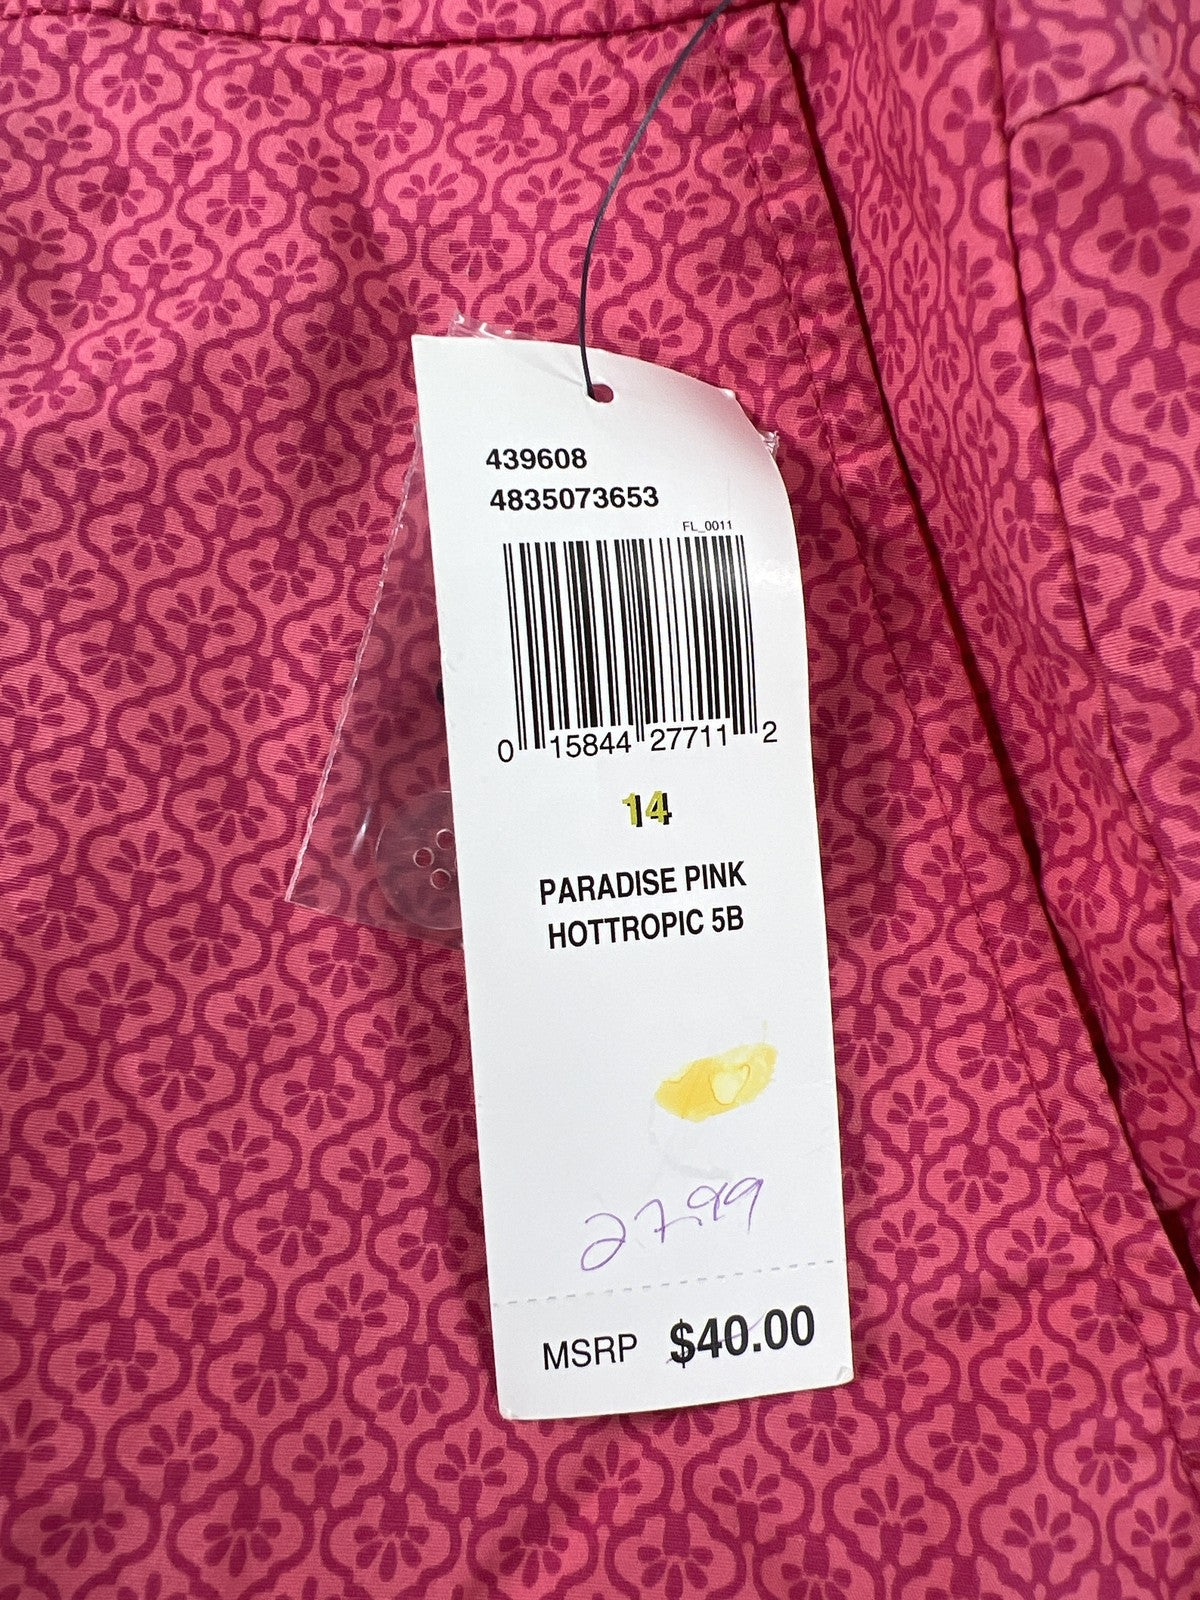 439608
4835073653
FL_0011
0 15844 27711 2
14
PARADISE PINK
HOTTROPIC 5B
27.99
MSRP $40.00